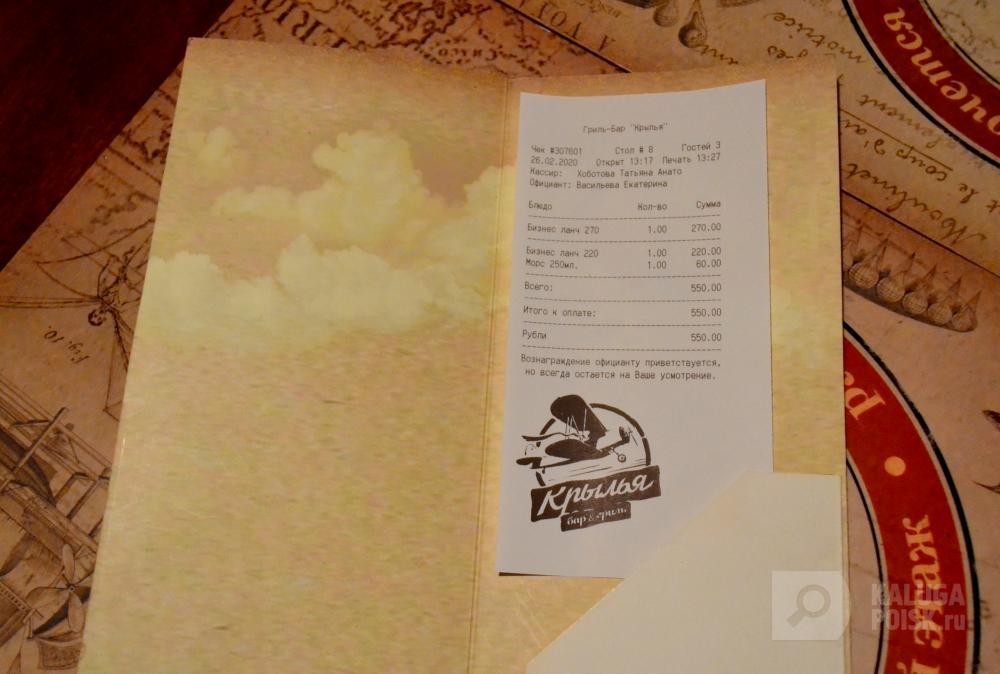 Гриль-Бар "Крылья"
Чек #307601 Стол # 8 Гостей 3
26.02.2020 Открыт 13:17 Печать 13:27
Кассир: Хоботова Татьяна Анато
Официант: Васильева Екатерина
Блюдо Кол-во Сумма
Бизнес ланч 270 1.00 270.00
Бизнес ланч 220 1.00 220.00
Морс 250мл. 1.00 60.00
Всего: 550.00
Итого к оплате: 550.00
Рубли 550.00
Вознаграждение официанту приветствуется,
но всегда остается на Ваше усмотрение.
Крылья
бар & гриль
Fig. 10.
KALUGA
POISK.ru